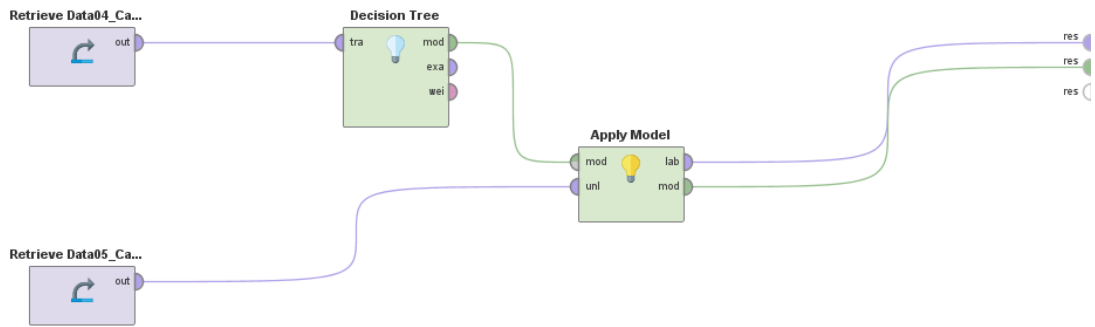 Retrieve Data04_Ca...
out
Decision Tree
tra
mod
exa
wei
res
res
res
Apply Model
mod
lab
unl
mod
Retrieve Data05_Ca...
out